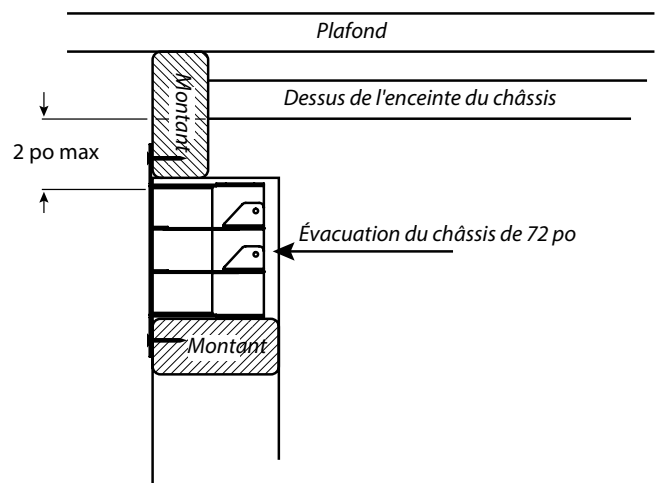 Plafond
Montant
Dessus de l'enceinte du châssis
2 po max
Évacuation du châssis de 72 po
Montant